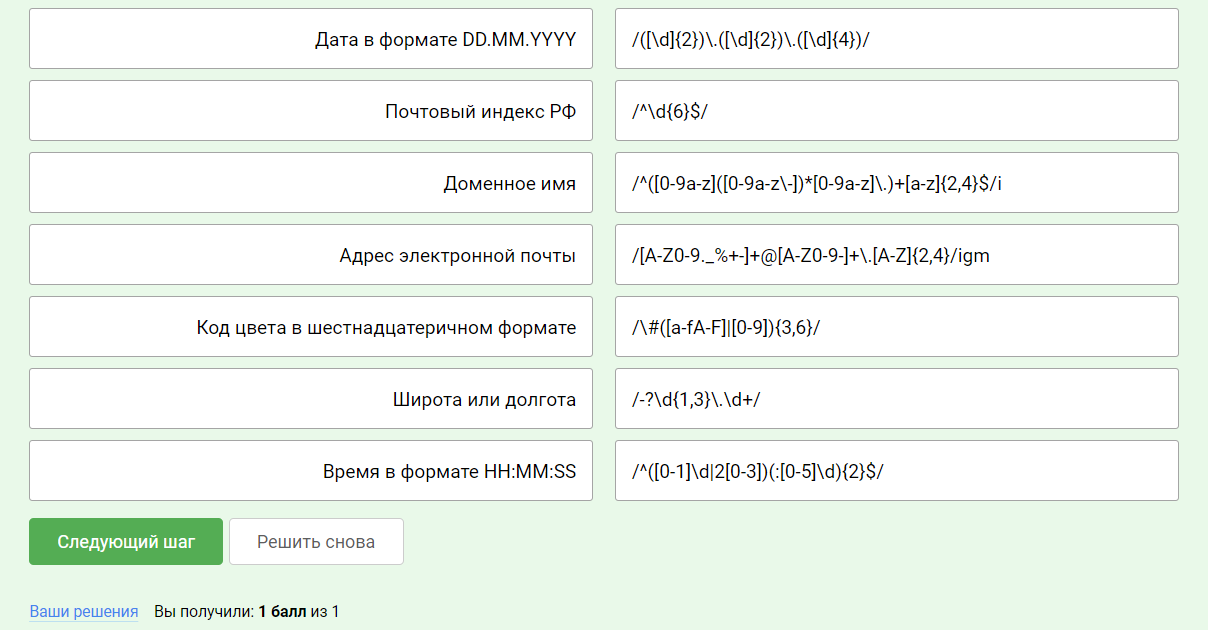 Дата в формате DD.MM.YYYY /([\d]{2})\.([\d]{2})\.([\d]{4})/
Почтовый индекс РФ /^\d{6}$/
Доменное имя /^([0-9a-z]([0-9a-z\-])*[0-9a-z]\.)+[a-z]{2,4}$/i
Адрес электронной почты /[A-Z0-9._%+-]+@[A-Z0-9-]+\.[A-Z]{2,4}/igm
Код цвета в шестнадцатеричном формате /\#([a-fA-F]|[0-9]){3,6}/
Широта или долгота /-?\d{1,3}\.\d+/
Время в формате HH:MM:SS /^([0-1]\d|2[0-3])(:[0-5]\d){2}$/
Следующий шаг Решить снова
Ваши решения Вы получили: 1 балл из 1